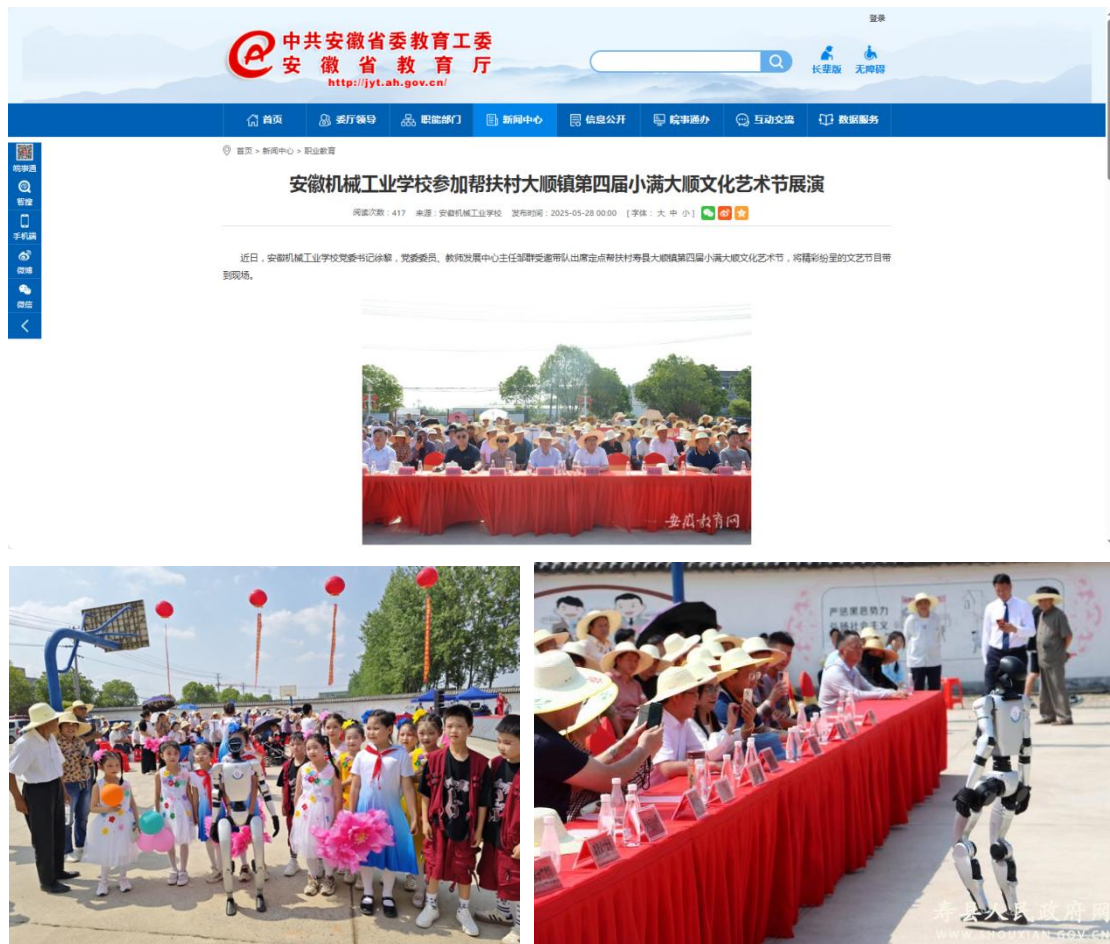 登录
中共安徽省委教育工委
安徽省教育厅
http://jyt.ah.gov.cn/
长辈版 无障碍
首页 委厅领导 职能部门 新闻中心 信息公开 皖事通办 互动交流 数据服务
皖事通
智搜
手机端
微博
微信
首页 > 新闻中心 > 职业教育
安徽机械工业学校参加帮扶村大顺镇第四届小满大顺文化艺术节展演
阅读次数：417 来源：安徽机械工业学校 发布时间：2025-05-28 00:00 [字体：大 中 小]
近日，安徽机械工业学校党委书记徐黎，党委委员、教师发展中心主任邹群受邀带队出席定点帮扶村寿县大顺镇第四届小满大顺文化艺术节，将精彩纷呈的文艺节目带
到现场。
安徽教育网
严惩黑恶势力
弘扬社会主义
寿县人民政府网
WWW.SHOUXIAN.GOV.CN